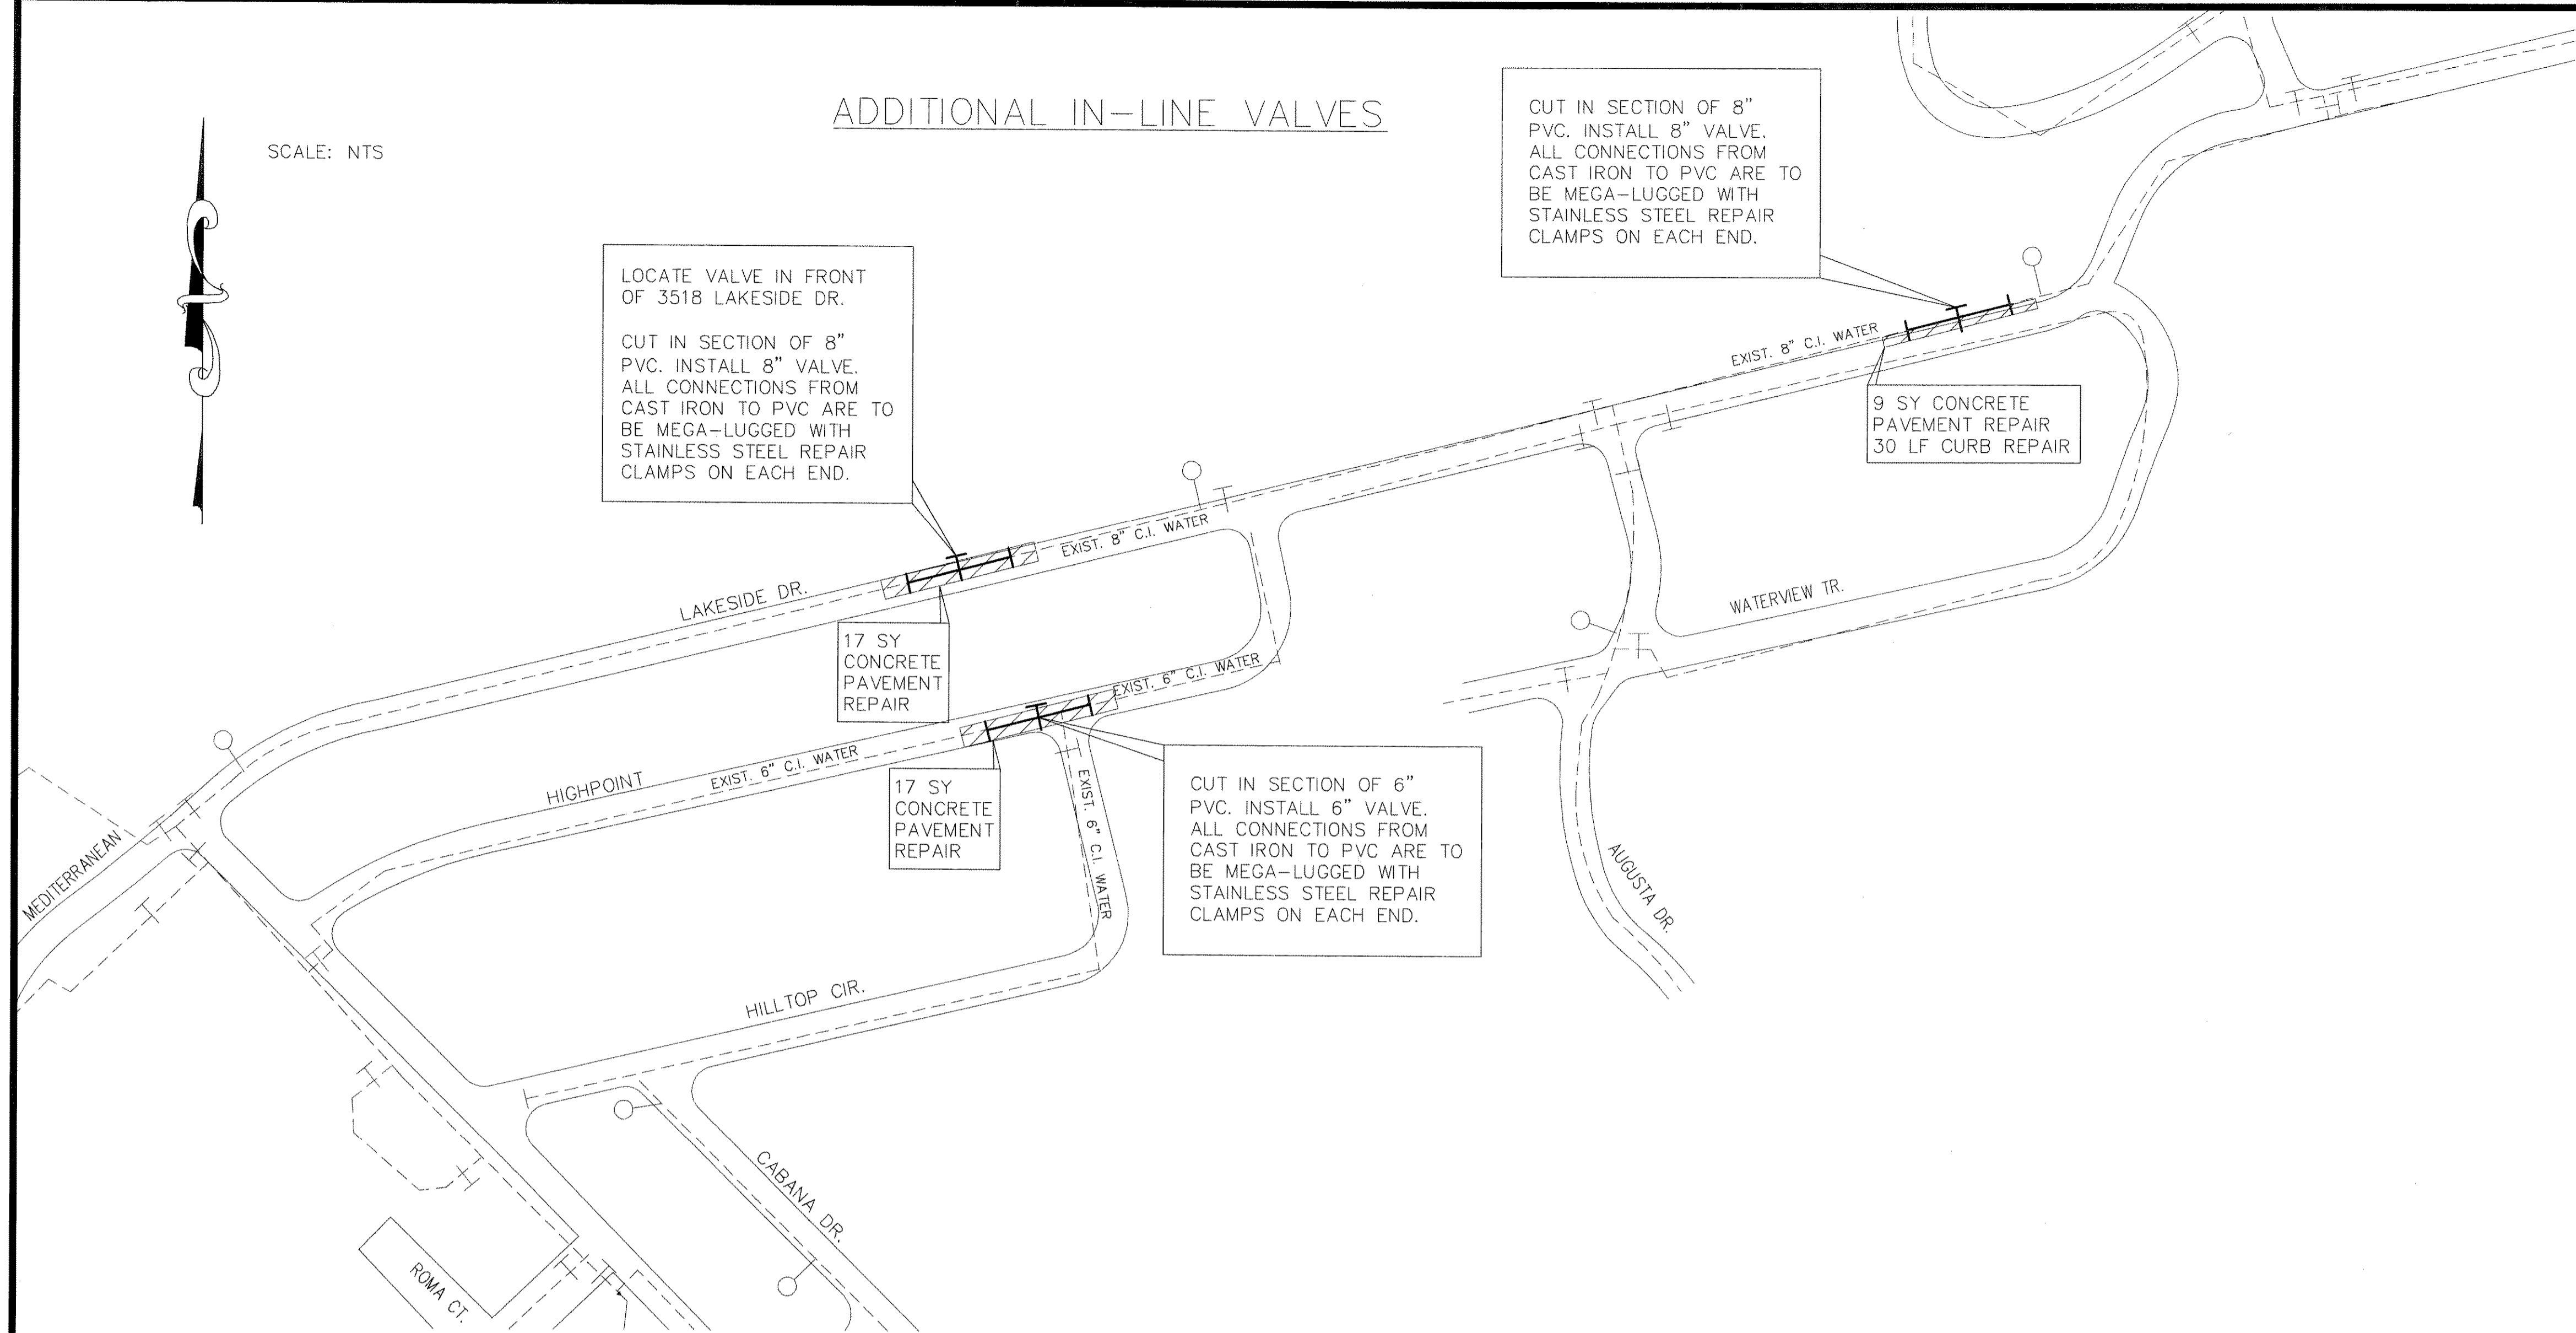 ADDITIONAL IN-LINE VALVES
SCALE: NTS
CUT IN SECTION OF 8"
PVC. INSTALL 8" VALVE.
ALL CONNECTIONS FROM
CAST IRON TO PVC ARE TO
BE MEGA-LUGGED WITH
STAINLESS STEEL REPAIR
CLAMPS ON EACH END.
LOCATE VALVE IN FRONT
OF 3518 LAKESIDE DR.
CUT IN SECTION OF 8"
PVC. INSTALL 8" VALVE.
ALL CONNECTIONS FROM
CAST IRON TO PVC ARE TO
BE MEGA-LUGGED WITH
STAINLESS STEEL REPAIR
CLAMPS ON EACH END.
EXIST. 8" C.I. WATER
9 SY CONCRETE
PAVEMENT REPAIR
30 LF CURB REPAIR
EXIST. 8" C.I. WATER
LAKESIDE DR.
WATERVIEW TR.
17 SY
CONCRETE
PAVEMENT
REPAIR
EXIST. 6" C.I. WATER
EXIST. 6" C.I. WATER
HIGHPOINT
17 SY
CONCRETE
PAVEMENT
REPAIR
EXIST. 6" C.I. WATER
CUT IN SECTION OF 6"
PVC. INSTALL 6" VALVE.
ALL CONNECTIONS FROM
CAST IRON TO PVC ARE TO
BE MEGA-LUGGED WITH
STAINLESS STEEL REPAIR
CLAMPS ON EACH END.
MEDITERRANEAN
AUGUSTA DR.
HILLTOP CIR.
CABANA DR.
ROMA CT.